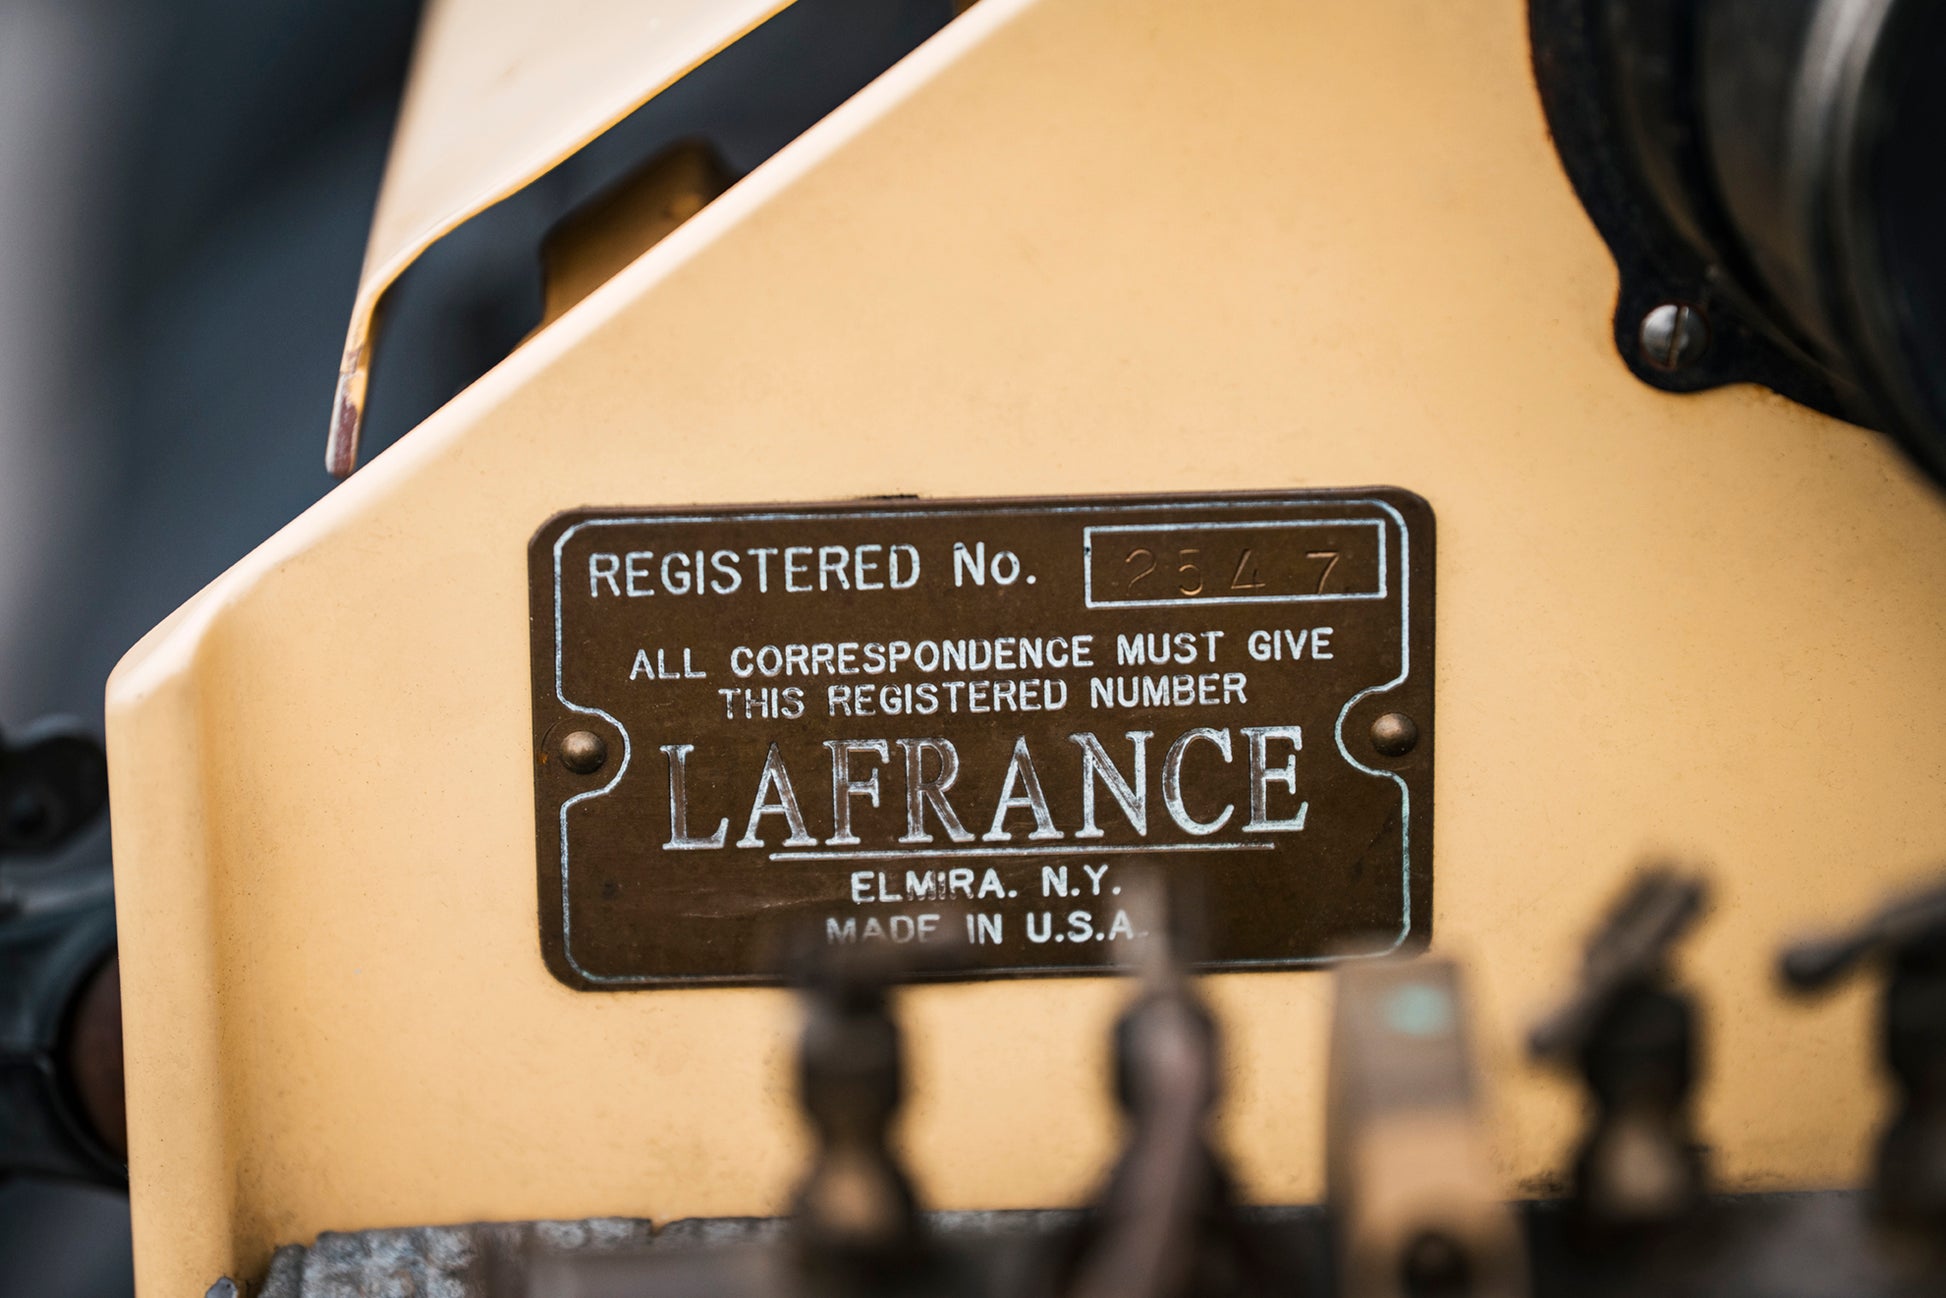 REGISTERED No. 2547
ALL CORRESPONDENCE MUST GIVE
THIS REGISTERED NUMBER
LAFRANCE
ELMIRA. N.Y.
MADE IN U.S.A.